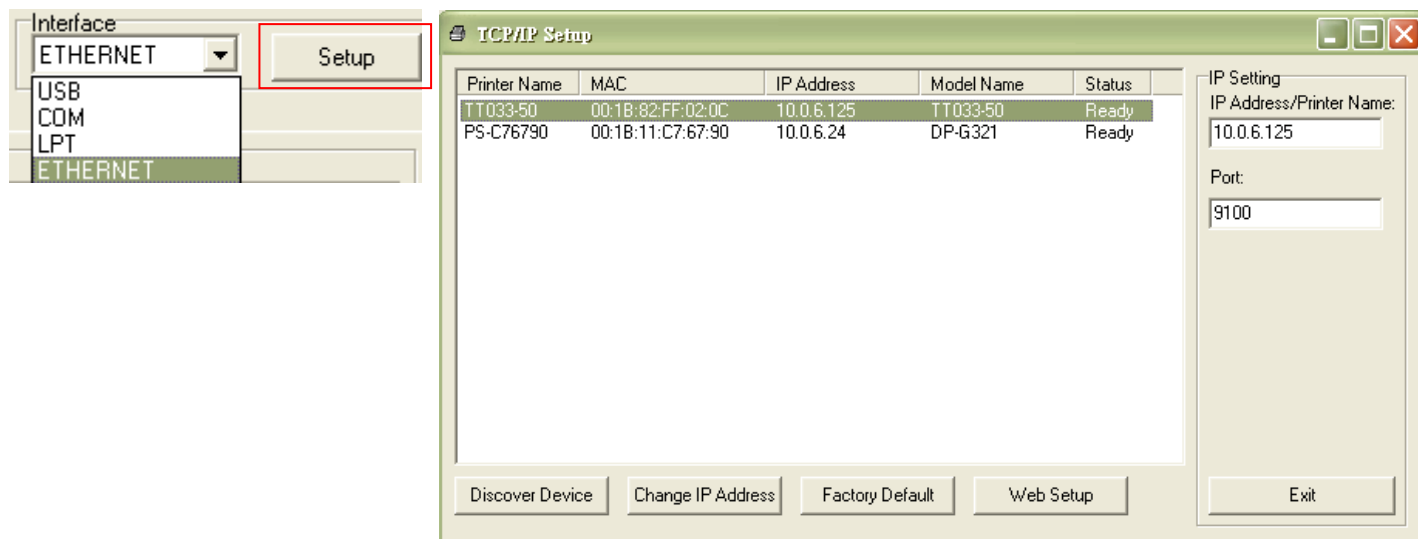 Interface
ETHERNET
Setup
USB
COM
LPT
ETHERNET
TCP/IP Setup
Printer Name MAC IP Address Model Name Status
TT033-50 00:1B:82:FF:02:0C 10.0.6.125 TT033-50 Ready
PS-C76790 00:1B:11:C7:67:90 10.0.6.24 DP-G321 Ready
IP Setting
IP Address/Printer Name:
10.0.6.125
Port:
9100
Discover Device Change IP Address Factory Default Web Setup Exit